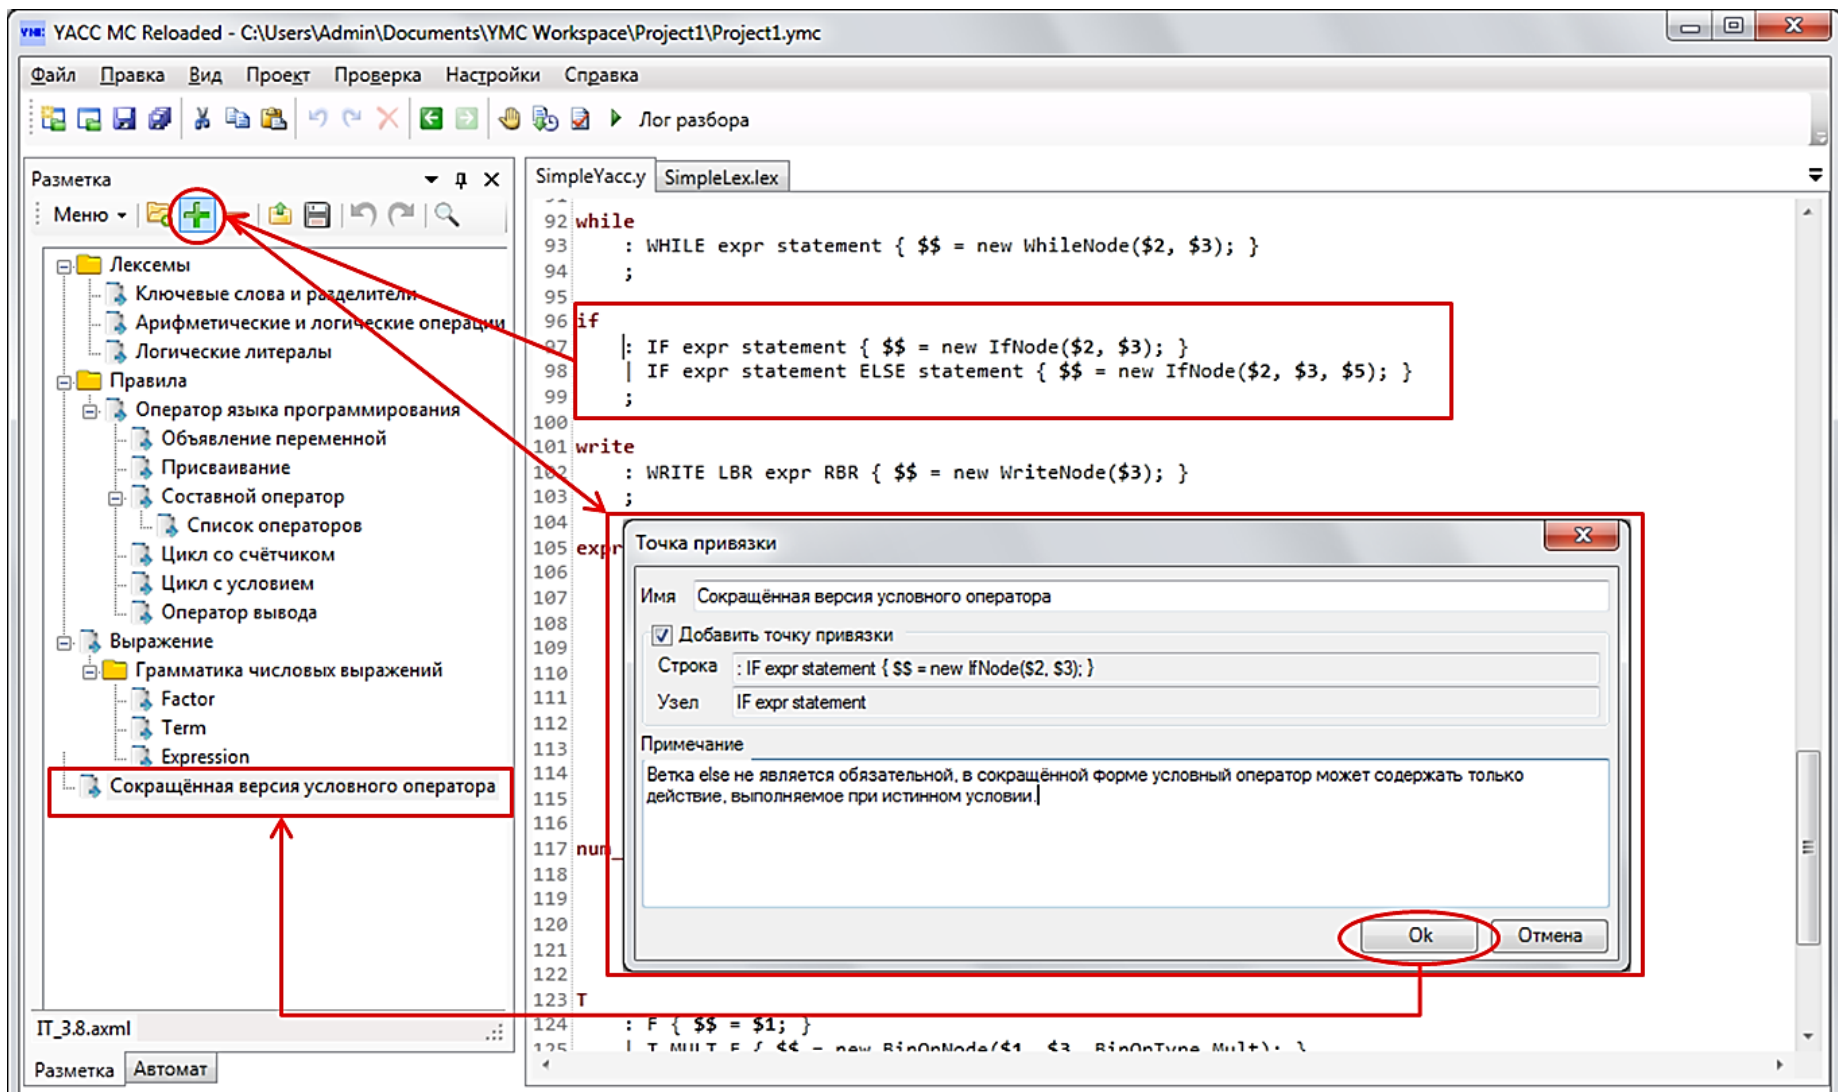 YACC MC Reloaded - C:\Users\Admin\Documents\YMC Workspace\Project1\Project1.ymc
Файл Правка Вид Проект Проверка Настройки Справка
Лог разбора
Разметка
Меню
Лексемы
Ключевые слова и разделители
Арифметические и логические операции
Логические литералы
Правила
Оператор языка программирования
Объявление переменной
Присваивание
Составной оператор
Список операторов
Цикл со счётчиком
Цикл с условием
Оператор вывода
Выражение
Грамматика числовых выражений
Factor
Term
Expression
Сокращённая версия условного оператора
IT_3.8.axml
Разметка Автомат
SimpleYacc.y SimpleLex.lex
92 while
93 : WHILE expr statement { $$ = new WhileNode($2, $3); }
94 ;
95
96 if
97 : IF expr statement { $$ = new IfNode($2, $3); }
98 | IF expr statement ELSE statement { $$ = new IfNode($2, $3, $5); }
99 ;
100
101 write
102 : WRITE LBR expr RBR { $$ = new WriteNode($3); }
103 ;
104
105 expr
106
107
108
109
110
111
112
113
114
115
116
117 num_
118
119
120
121
122
123 T
124 : F { $$ = $1; }
125 | T MULT F { $$ = new BinOpNode($1, $3, BinOpType.Mult); }
Точка привязки
Имя Сокращённая версия условного оператора
Добавить точку привязки
Строка : IF expr statement { $$ = new IfNode($2, $3); }
Узел IF expr statement
Примечание
Ветка else не является обязательной, в сокращённой форме условный оператор может содержать только
действие, выполняемое при истинном условии.
Ok Отмена